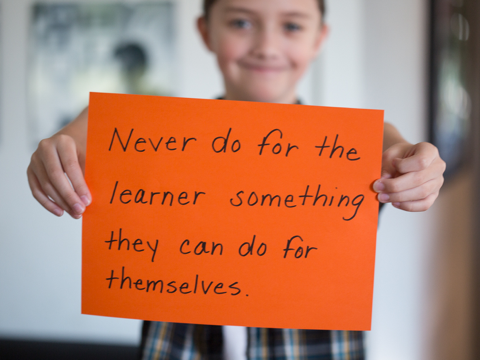 Never do for the
learner something
they can do for
themselves.